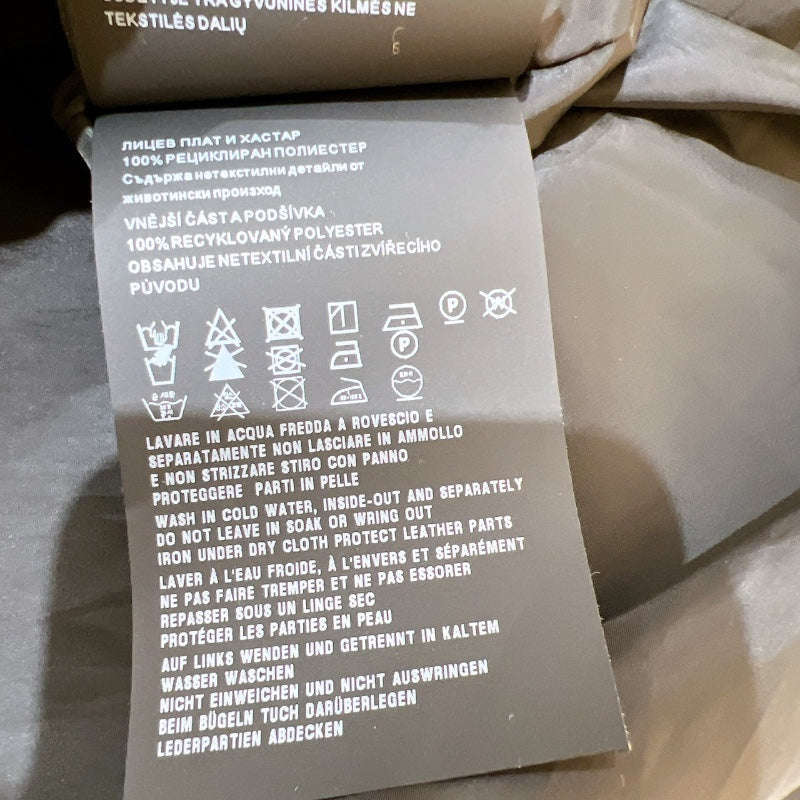 TEKSTILĖS DALIŲ
ЛИЦЕВ ПЛАТ И ХАСТАР
100% РЕЦИКЛИРАН ПОЛИЕСТЕР
Съдържа нетекстилни детайли от
животински произход
VNĚJŠÍ ČÁST A PODŠÍVKA
100% RECYKLOVANÝ POLYESTER
OBSAHUJE NETEXTILNÍ ČÁSTI ZVÍŘECÍHO
PŮVODU
P W
P
LAVARE IN ACQUA FREDDA A ROVESCIO E
SEPARATAMENTE NON LASCIARE IN AMMOLLO
E NON STRIZZARE STIRO CON PANNO
PROTEGGERE PARTI IN PELLE
WASH IN COLD WATER, INSIDE-OUT AND SEPARATELY
DO NOT LEAVE IN SOAK OR WRING OUT
IRON UNDER DRY CLOTH PROTECT LEATHER PARTS
LAVER À L'EAU FROIDE, À L'ENVERS ET SÉPARÉMENT
NE PAS FAIRE TREMPER ET NE PAS ESSORER
REPASSER SOUS UN LINGE SEC
PROTÉGER LES PARTIES EN PEAU
AUF LINKS WENDEN UND GETRENNT IN KALTEM
WASSER WASCHEN
NICHT EINWEICHEN UND NICHT AUSWRINGEN
BEIM BÜGELN TUCH DARÜBERLEGEN
LEDERPARTIEN ABDECKEN